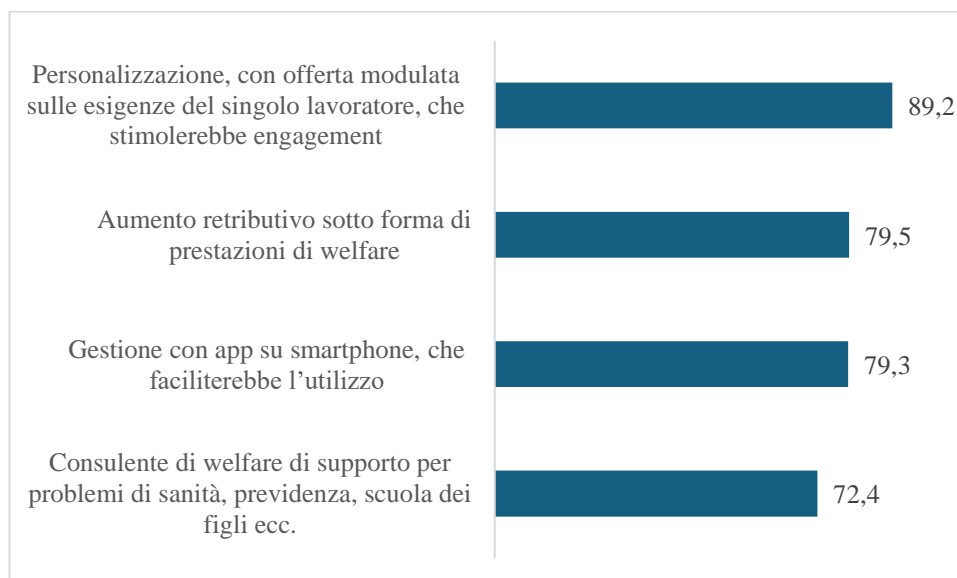 Personalizzazione, con offerta modulata
sulle esigenze del singolo lavoratore, che
stimolerebbe engagement
89,2
Aumento retributivo sotto forma di
prestazioni di welfare
79,5
Gestione con app su smartphone, che
faciliterebbe l’utilizzo
79,3
Consulente di welfare di supporto per
problemi di sanità, previdenza, scuola dei
figli ecc.
72,4